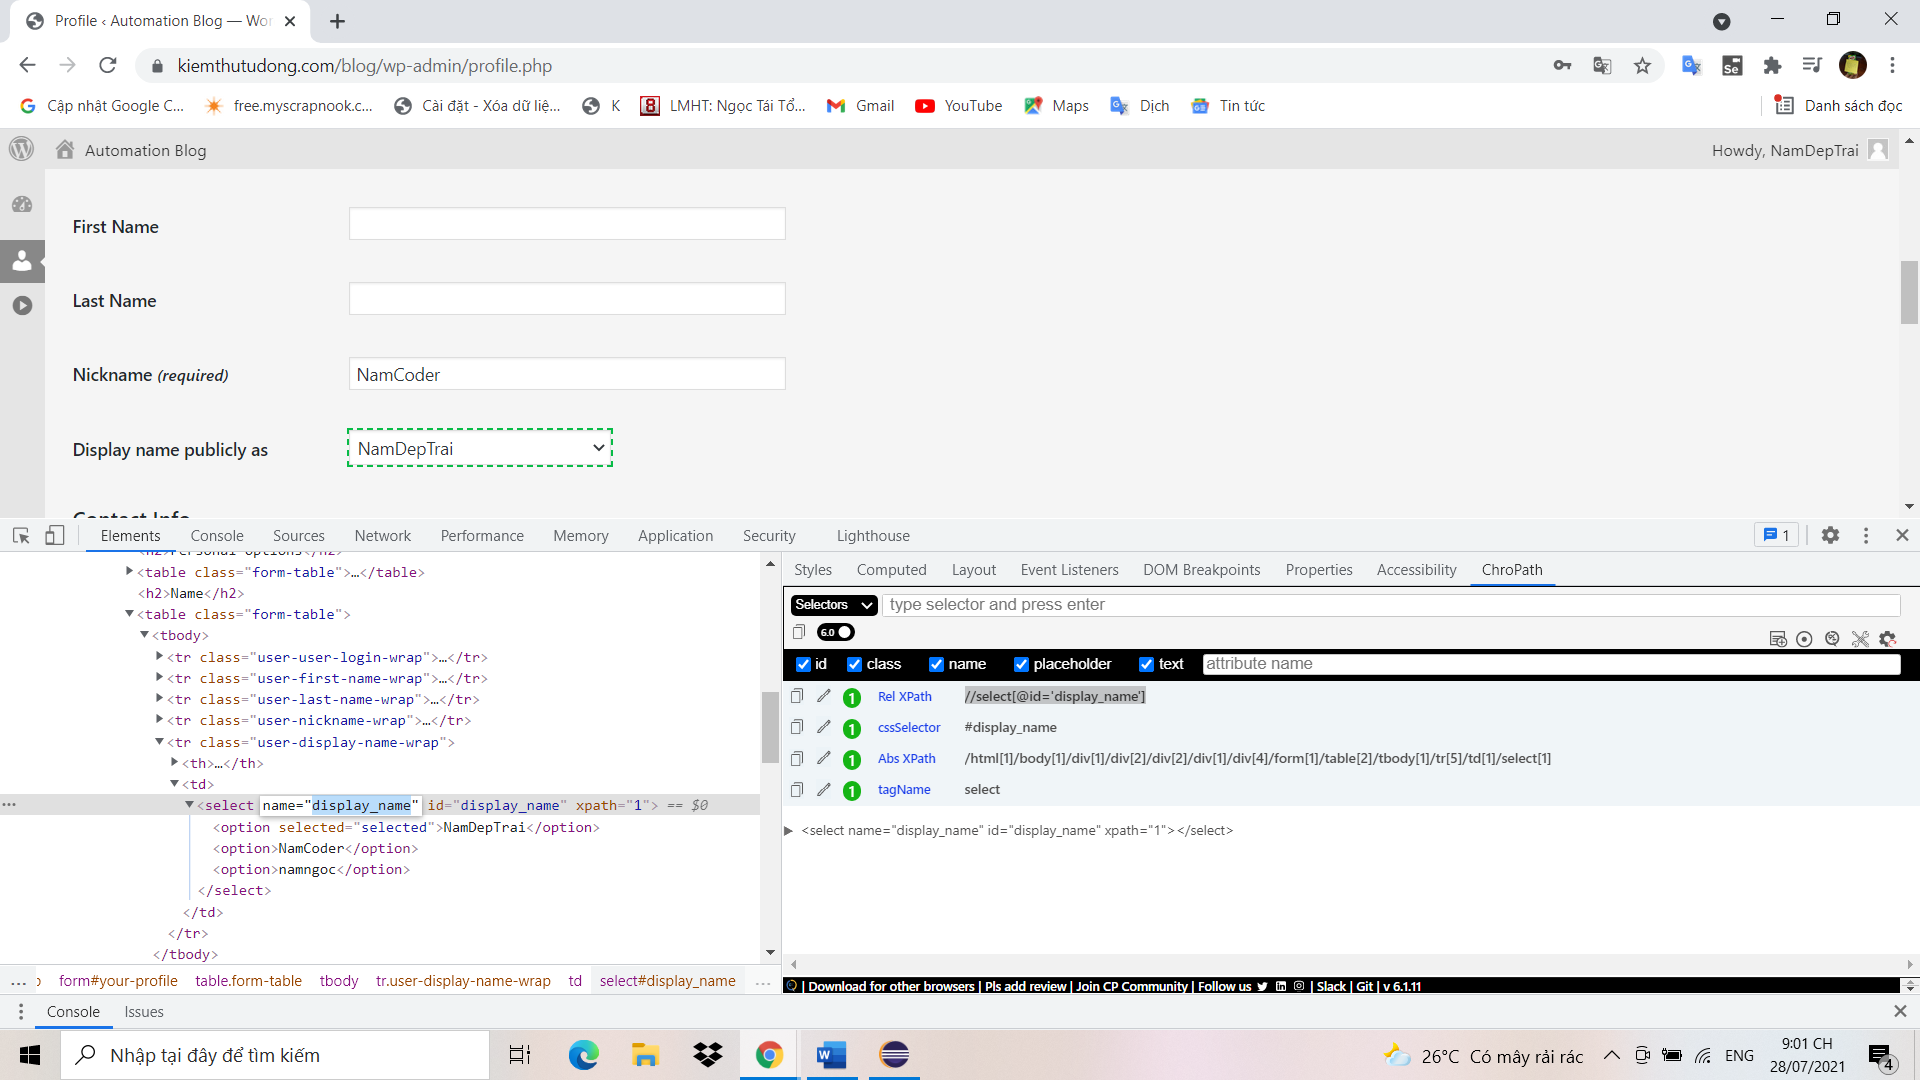 Profile ‹ Automation Blog — Wor
kiemthutudong.com/blog/wp-admin/profile.php
Cập nhật Google C...
free.myscrapnook.c...
Cài đặt - Xóa dữ liệ...
K
LMHT: Ngọc Tái Tổ...
Gmail
YouTube
Maps
Dịch
Tin tức
Danh sách đọc
Automation Blog
Howdy, NamDepTrai
First Name
Last Name
Nickname (required)
NamCoder
Display name publicly as
NamDepTrai
Contact Info
Elements Console Sources Network Performance Memory Application Security Lighthouse
1
<h2>Personal Options</h2>
<table class="form-table">…</table>
<h2>Name</h2>
<table class="form-table">
<tbody>
<tr class="user-user-login-wrap">…</tr>
<tr class="user-first-name-wrap">…</tr>
<tr class="user-last-name-wrap">…</tr>
<tr class="user-nickname-wrap">…</tr>
<tr class="user-display-name-wrap">
<th>…</th>
<td>
<select name="display_name" id="display_name" xpath="1"> == $0
<option selected="selected">NamDepTrai</option>
<option>NamCoder</option>
<option>namngoc</option>
</select>
</td>
</tr>
</tbody>
... form#your-profile table.form-table tbody tr.user-display-name-wrap td select#display_name ...
Styles Computed Layout Event Listeners DOM Breakpoints Properties Accessibility ChroPath
Selectors
type selector and press enter
6.0
id class name placeholder text attribute name
1 Rel XPath //select[@id='display_name']
1 cssSelector #display_name
1 Abs XPath /html[1]/body[1]/div[1]/div[2]/div[2]/div[1]/div[4]/form[1]/table[2]/tbody[1]/tr[5]/td[1]/select[1]
1 tagName select
<select name="display_name" id="display_name" xpath="1"></select>
| Download for other browsers | Pls add review | Join CP Community | Follow us | Slack | Git | v 6.1.11
Console Issues
Nhập tại đây để tìm kiếm
26°C Có mây rải rác
ENG
9:01 CH
28/07/2021
4